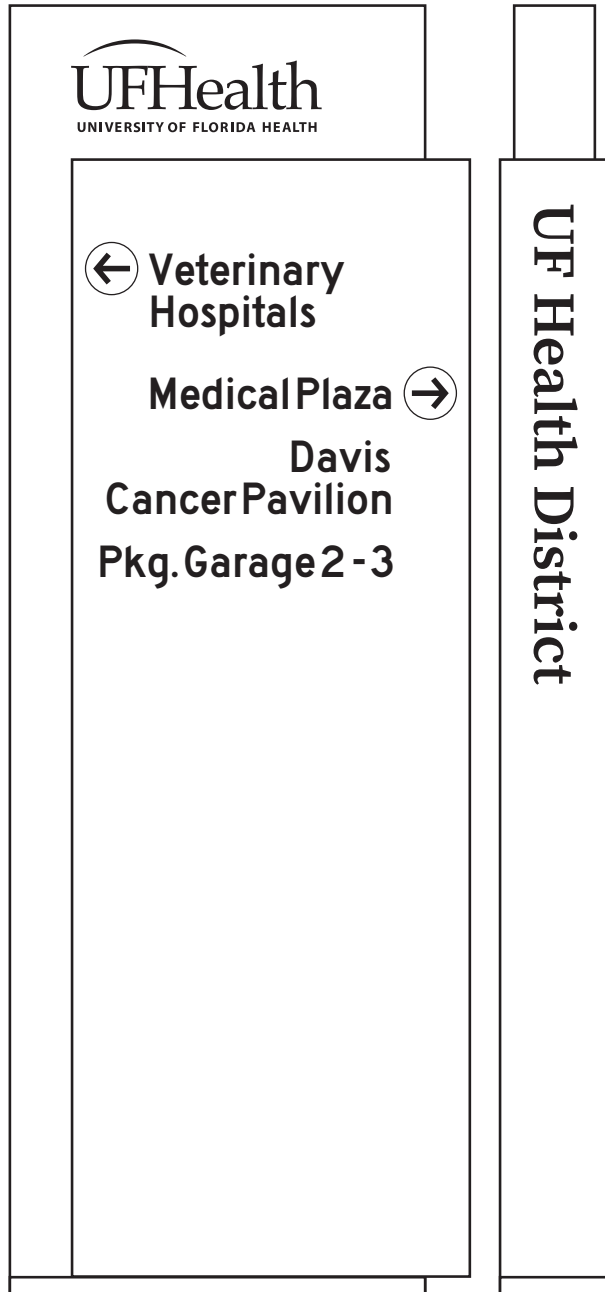 UFHealth
UNIVERSITY OF FLORIDA HEALTH
Veterinary
Hospitals
Medical Plaza
Davis
Cancer Pavilion
Pkg. Garage 2 - 3
UF Health District